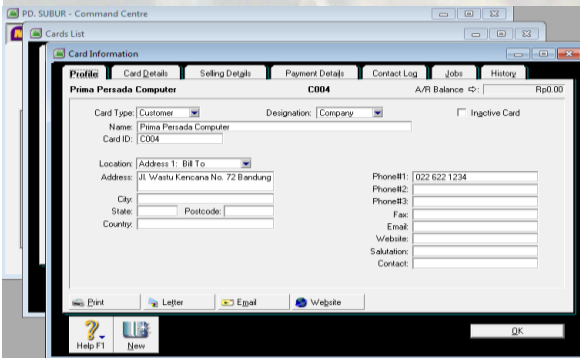 PD. SUBUR - Command Centre
Cards List
Card Information
Profile Card Details Selling Details Payment Details Contact Log Jobs History
Prima Persada Computer C004 A/R Balance ⇨: Rp0.00
Card Type: Customer Designation: Company Inactive Card
Name: Prima Persada Computer
Card ID: C004
Location: Address 1: Bill To
Address: Jl. Wastu Kencana No. 72 Bandung Phone#1: 022 622 1234
Phone#2:
City: Phone#3:
State: Postcode: Fax:
Country: Email:
Website:
Salutation:
Contact:
Print Letter Email Website
Help F1 New OK